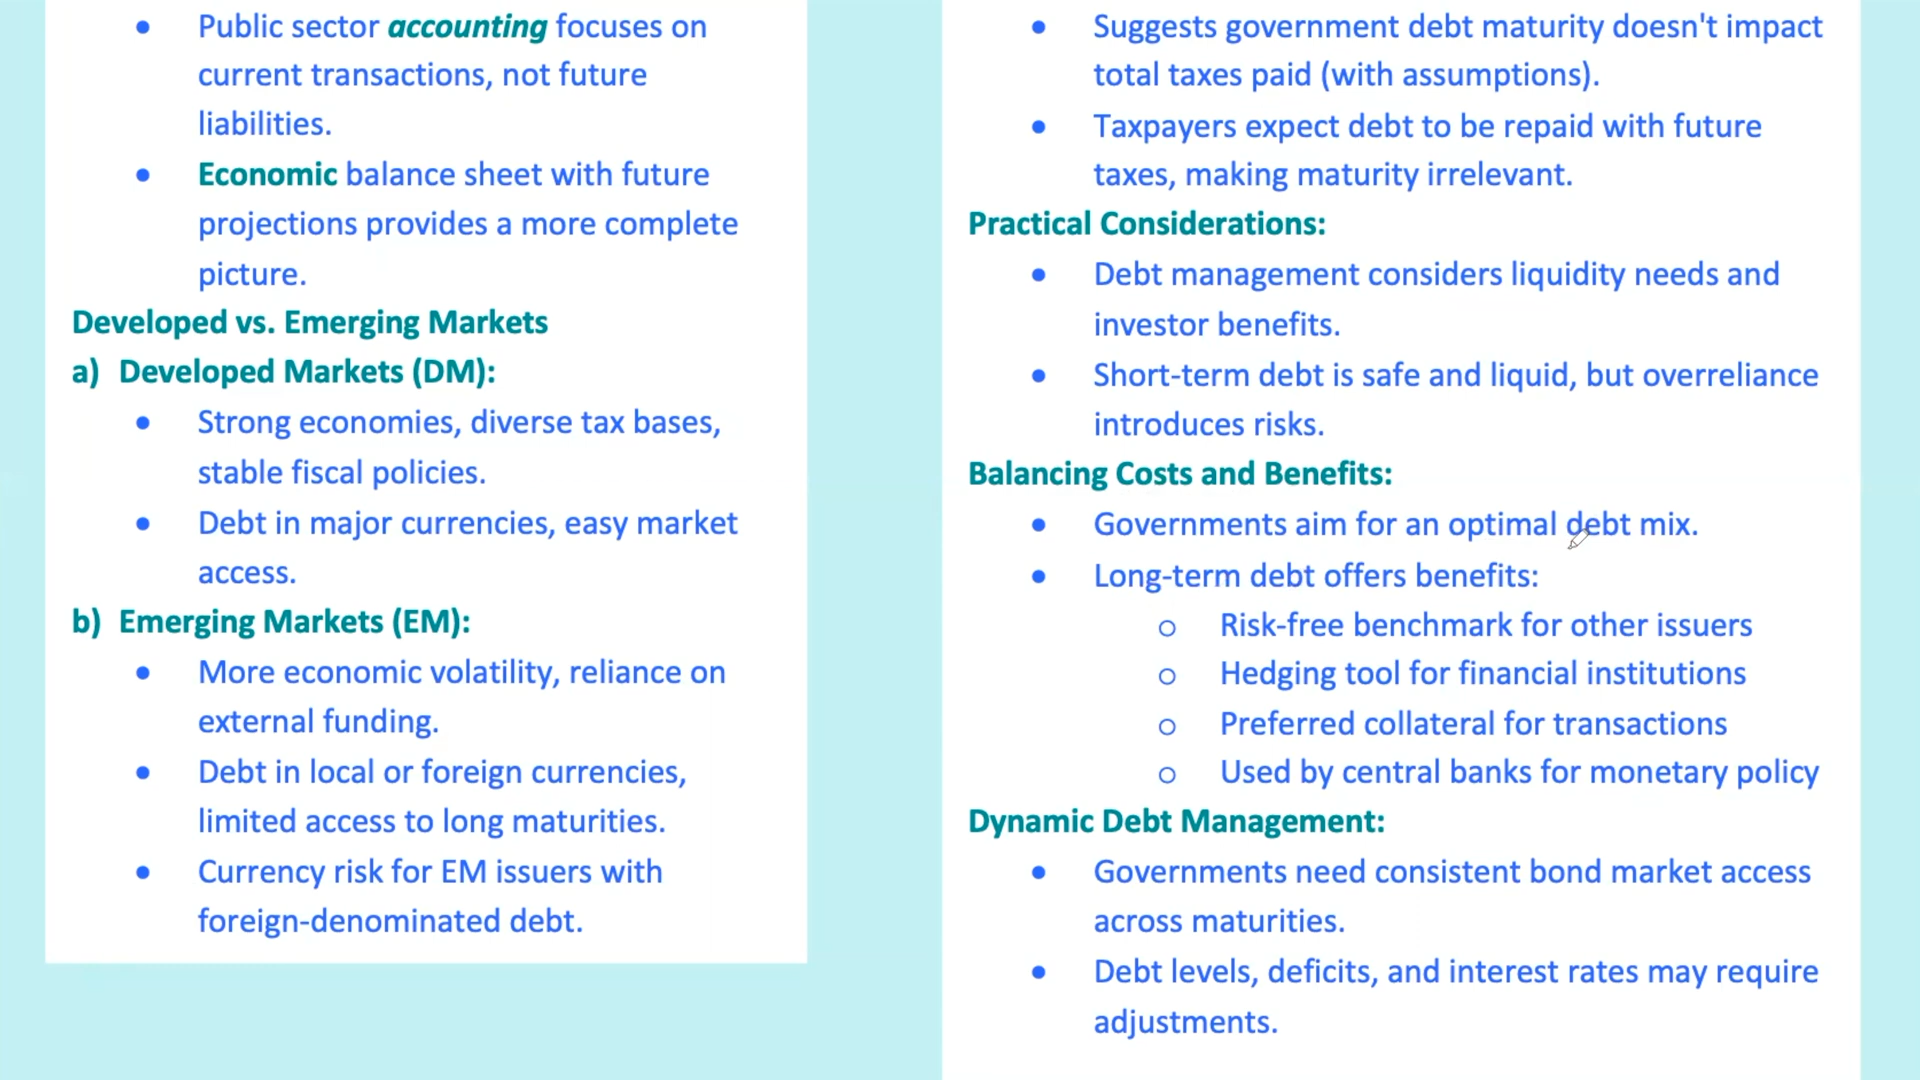 • Public sector accounting focuses on
current transactions, not future
liabilities.
• Economic balance sheet with future
projections provides a more complete
picture.
Developed vs. Emerging Markets
a) Developed Markets (DM):
• Strong economies, diverse tax bases,
stable fiscal policies.
• Debt in major currencies, easy market
access.
b) Emerging Markets (EM):
• More economic volatility, reliance on
external funding.
• Debt in local or foreign currencies,
limited access to long maturities.
• Currency risk for EM issuers with
foreign-denominated debt.
• Suggests government debt maturity doesn't impact
total taxes paid (with assumptions).
• Taxpayers expect debt to be repaid with future
taxes, making maturity irrelevant.
Practical Considerations:
• Debt management considers liquidity needs and
investor benefits.
• Short-term debt is safe and liquid, but overreliance
introduces risks.
Balancing Costs and Benefits:
• Governments aim for an optimal debt mix.
• Long-term debt offers benefits:
o Risk-free benchmark for other issuers
o Hedging tool for financial institutions
o Preferred collateral for transactions
o Used by central banks for monetary policy
Dynamic Debt Management:
• Governments need consistent bond market access
across maturities.
• Debt levels, deficits, and interest rates may require
adjustments.